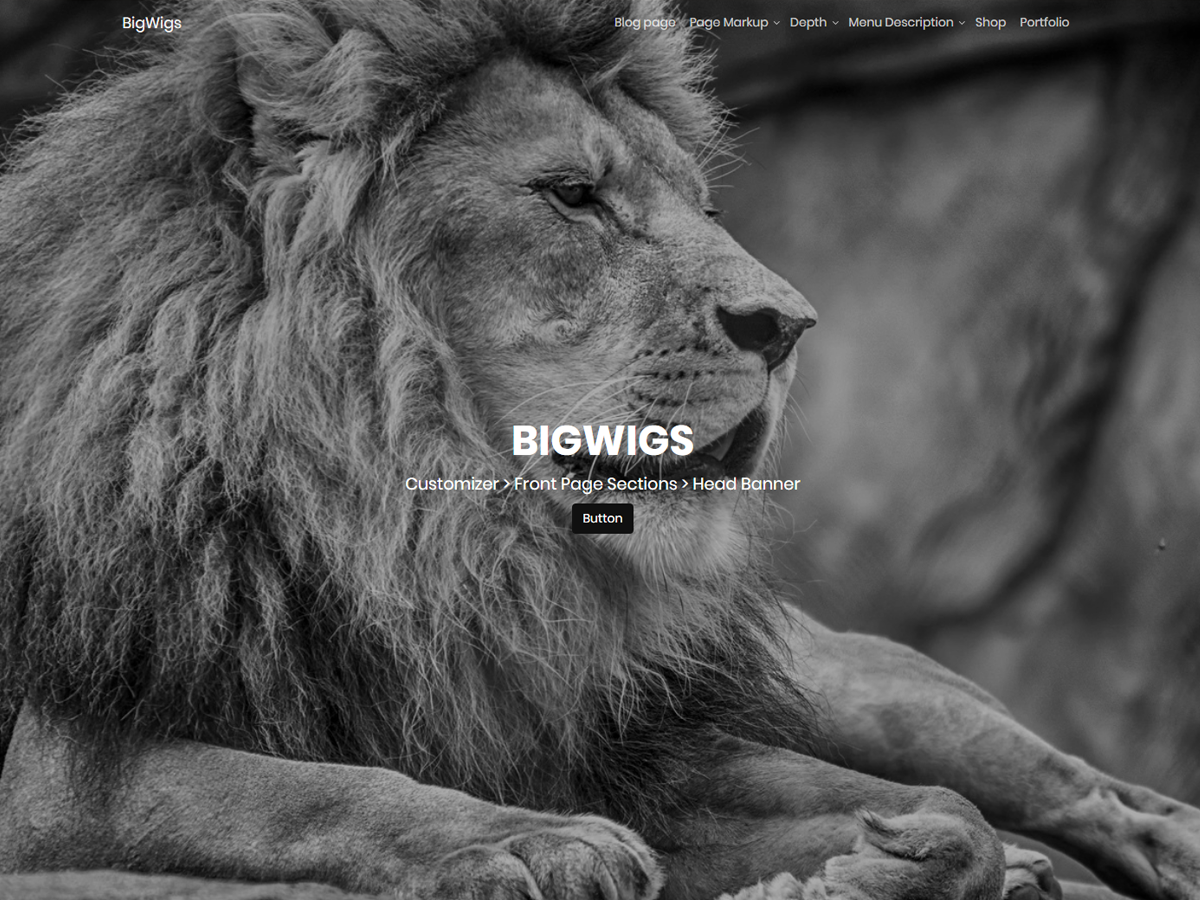 BigWigs
Blog page Page Markup Depth Menu Description Shop Portfolio
BIGWIGS
Customizer > Front Page Sections > Head Banner
Button